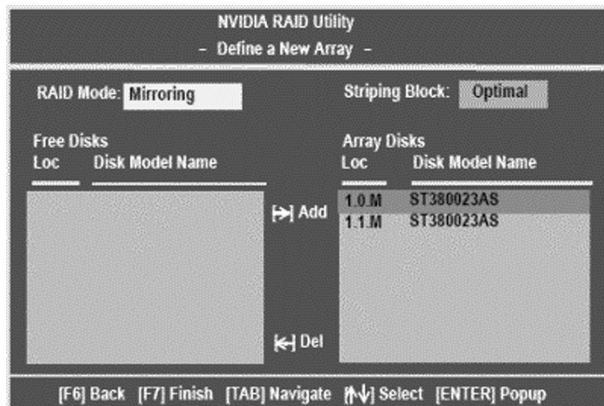 NVIDIA RAID Utility
- Define a New Array -
RAID Mode: Mirroring
Striping Block: Optimal
Free Disks
Loc Disk Model Name
Array Disks
Loc Disk Model Name
1.0.M ST380023AS
1.1.M ST380023AS
[→] Add
[←] Del
[F6] Back [F7] Finish [TAB] Navigate [↑↓] Select [ENTER] Popup